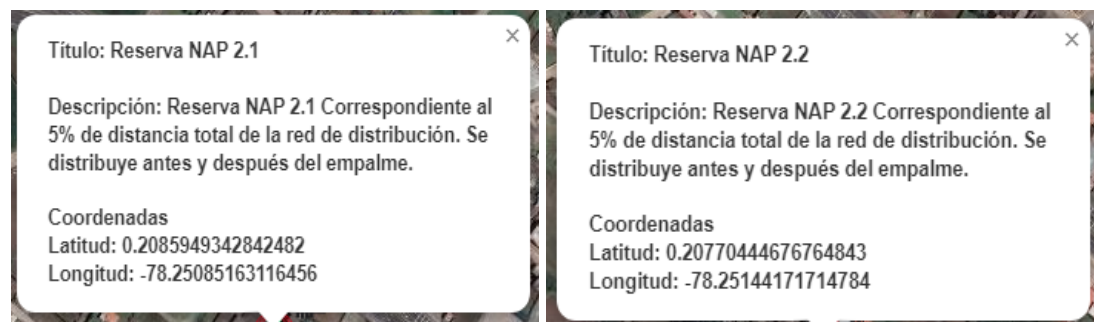 Título: Reserva NAP 2.1
Descripción: Reserva NAP 2.1 Correspondiente al
5% de distancia total de la red de distribución. Se
distribuye antes y después del empalme.
Coordenadas
Latitud: 0.2085949342842482
Longitud: -78.25085163116456
Título: Reserva NAP 2.2
Descripción: Reserva NAP 2.2 Correspondiente al
5% de distancia total de la red de distribución. Se
distribuye antes y después del empalme.
Coordenadas
Latitud: 0.20770444676764843
Longitud: -78.25144171714784